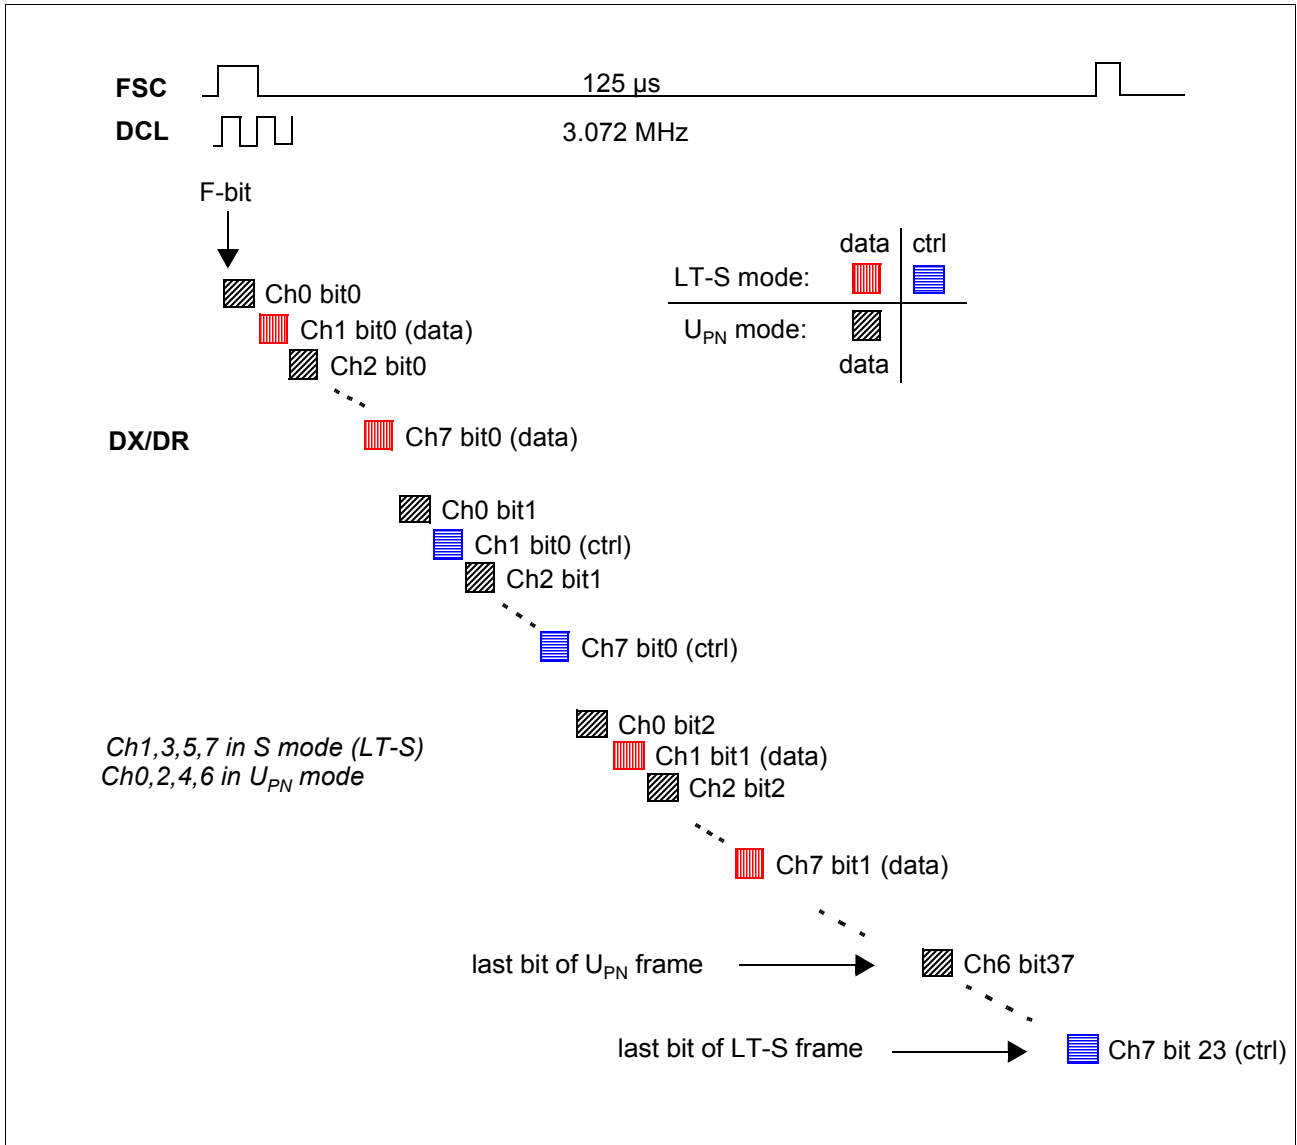 FSC 125 µs
DCL 3.072 MHz
F-bit
data ctrl
LT-S mode:
U_PN mode:
data
Ch0 bit0
Ch1 bit0 (data)
Ch2 bit0
DX/DR
Ch7 bit0 (data)
Ch0 bit1
Ch1 bit0 (ctrl)
Ch2 bit1
Ch7 bit0 (ctrl)
Ch1,3,5,7 in S mode (LT-S)
Ch0,2,4,6 in U_PN mode
Ch0 bit2
Ch1 bit1 (data)
Ch2 bit2
Ch7 bit1 (data)
last bit of U_PN frame
Ch6 bit37
last bit of LT-S frame
Ch7 bit 23 (ctrl)